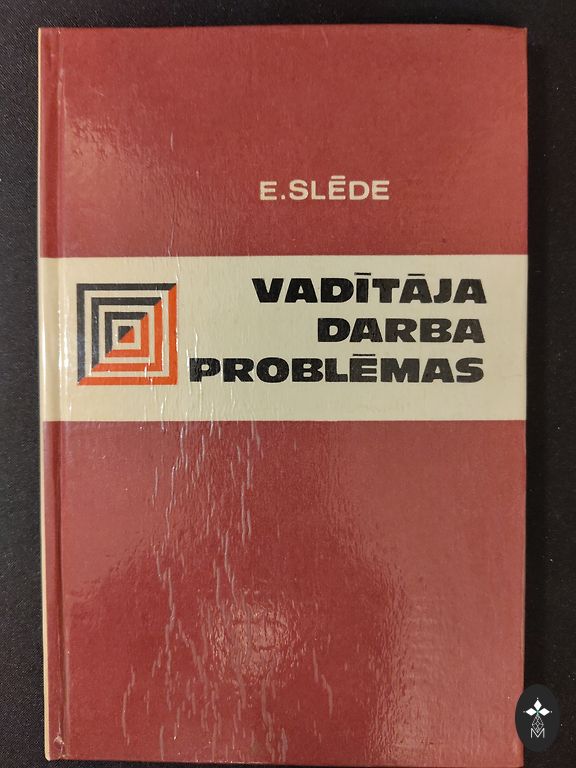 E.SLĒDE
VADĪTĀJA
DARBA
PROBLĒMAS
M